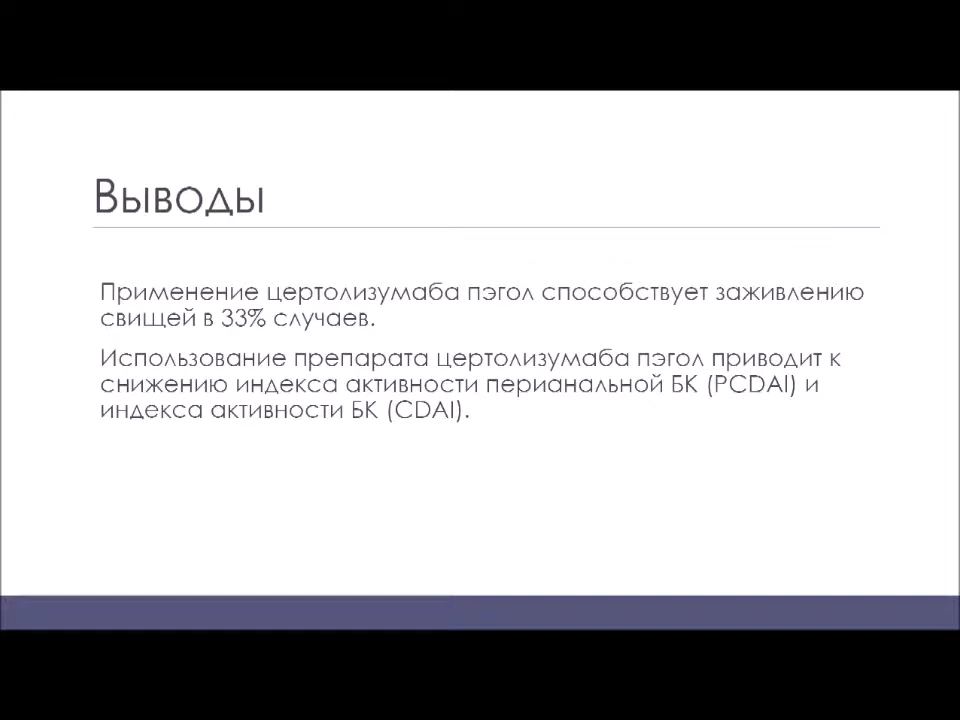 Выводы
Применение цертолизумаба пэгол способствует заживлению
свищей в 33% случаев.
Использование препарата цертолизумаба пэгол приводит к
снижению индекса активности перианальной БК (PCDAI) и
индекса активности БК (CDAI).